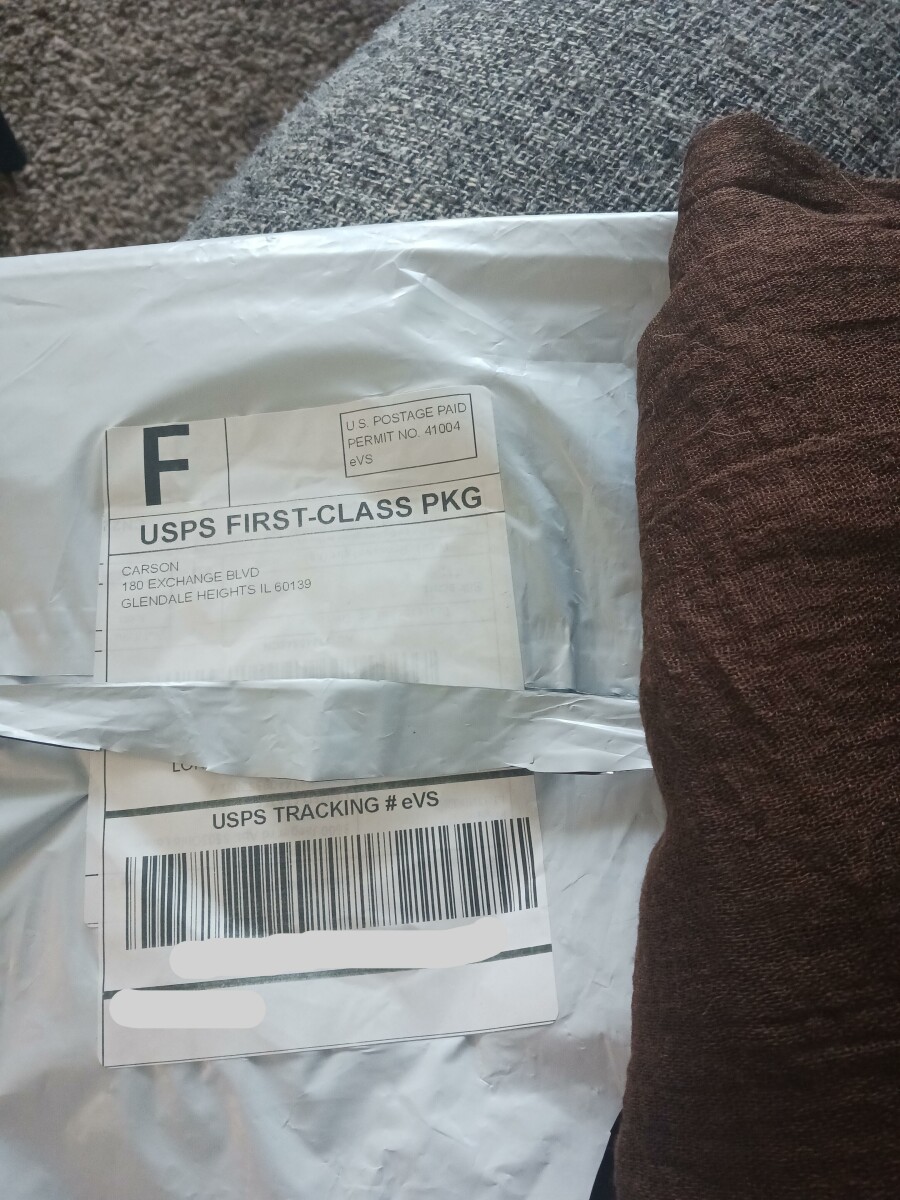 F
U.S. POSTAGE PAID
PERMIT NO. 41004
eVS
USPS FIRST-CLASS PKG
CARSON
180 EXCHANGE BLVD
GLENDALE HEIGHTS IL 60139
USPS TRACKING # eVS